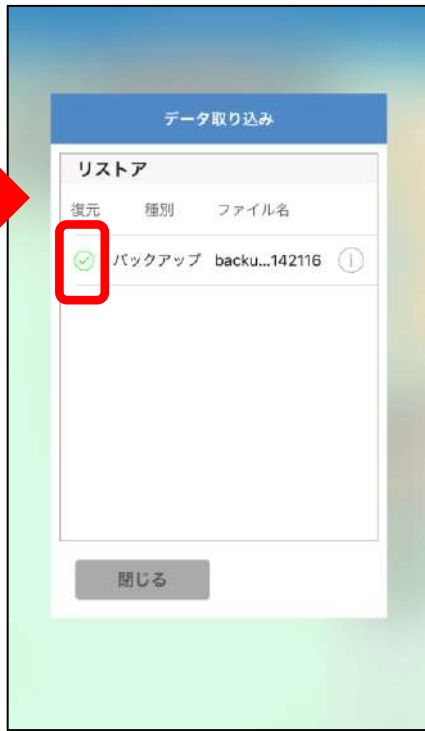 データ取り込み
リストア
復元 種別 ファイル名
バックアップ backu...142116
閉じる